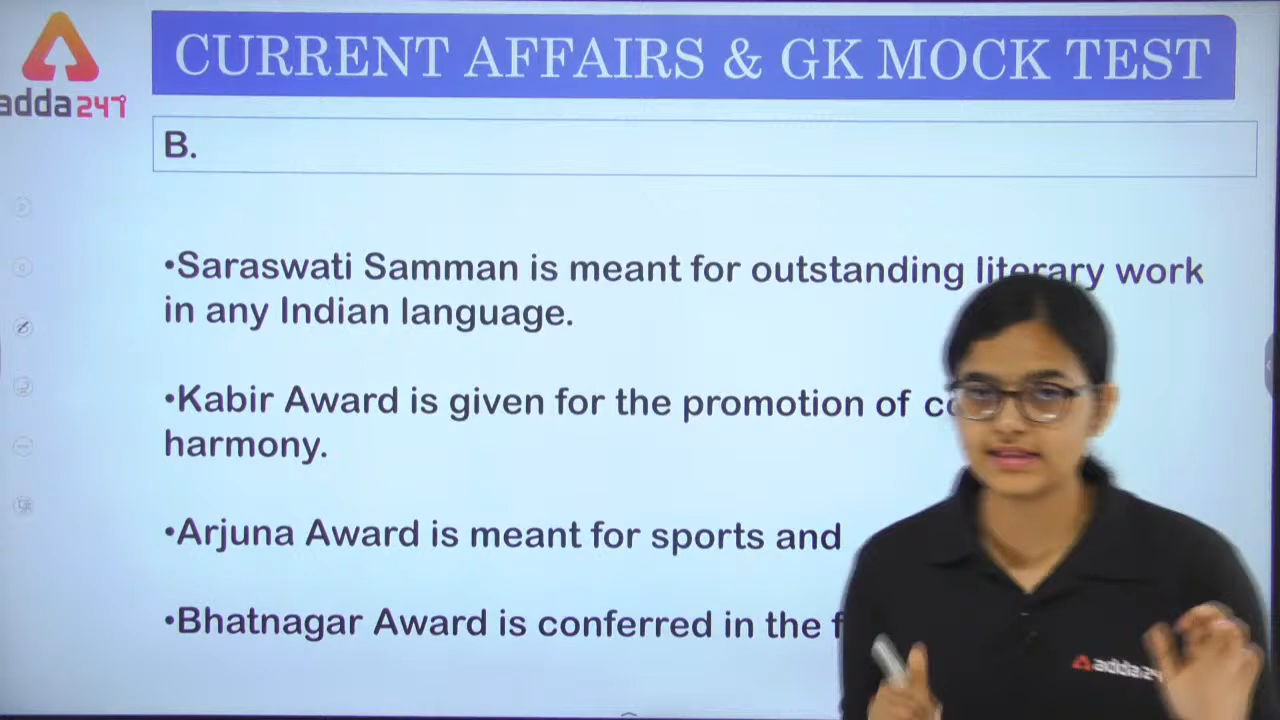 CURRENT AFFAIRS & GK MOCK TEST
adda247
B.
•Saraswati Samman is meant for outstanding literary work
in any Indian language.
•Kabir Award is given for the promotion of
harmony.
•Arjuna Award is meant for sports and
•Bhatnagar Award is conferred in the
adda24